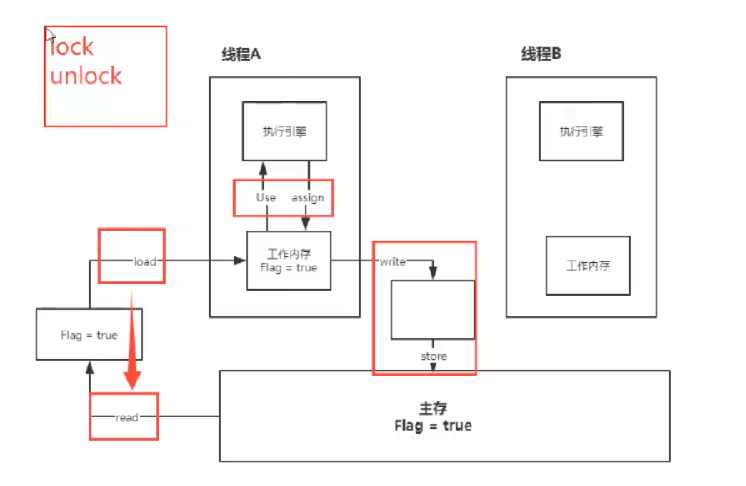 lock
unlock
线程A
线程B
执行引擎
执行引擎
Use
assign
load
工作内存
Flag = true
write
工作内存
Flag = true
store
read
主存
Flag = true